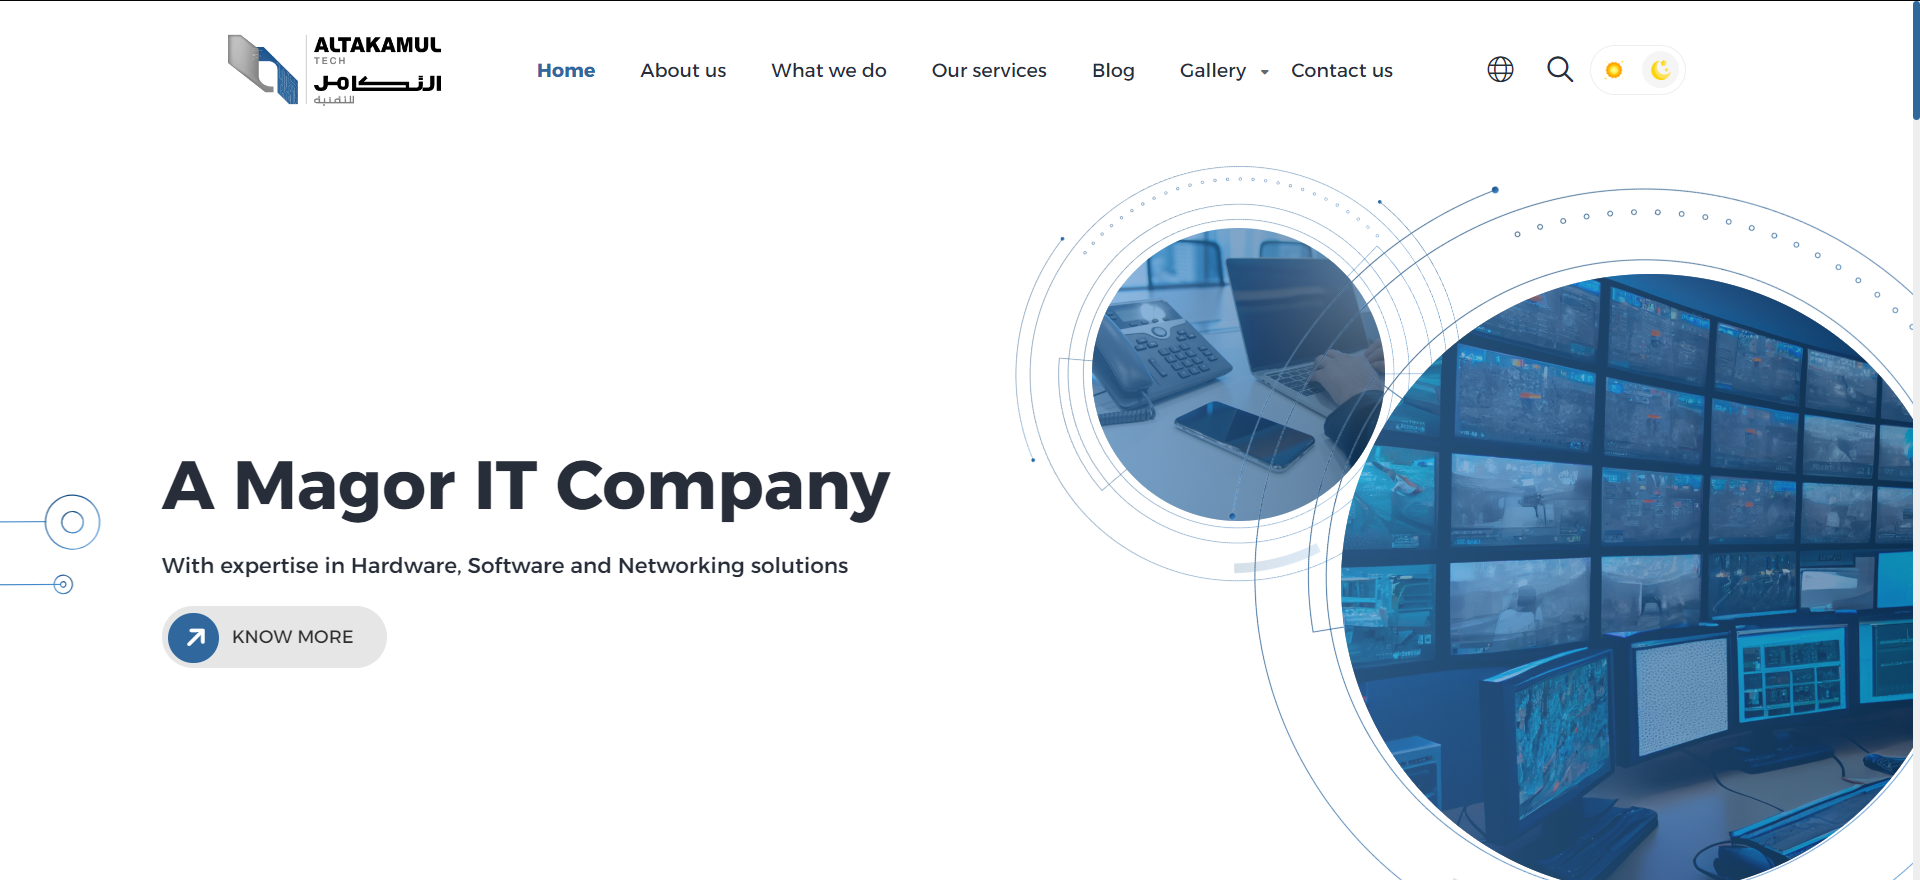 ALTAKAMUL
TECH
التكامل
للتقنية
Home
About us
What we do
Our services
Blog
Gallery
Contact us
A Magor IT Company
With expertise in Hardware, Software and Networking solutions
KNOW MORE